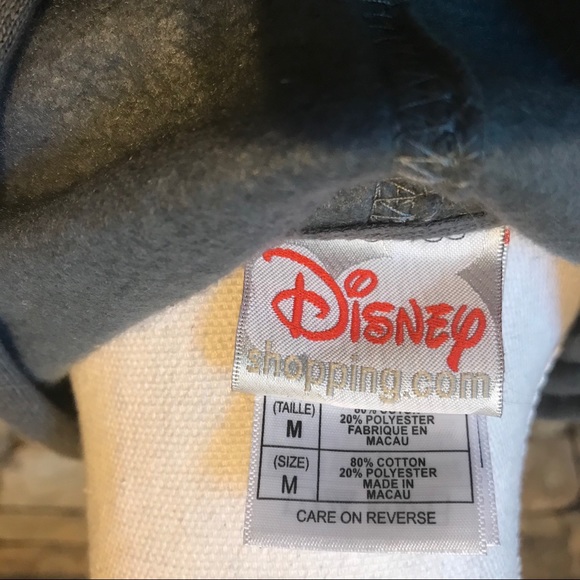 Disney
shopping.com
(TAILLE)
M
20% POLYESTER
FABRIQUE EN
MACAU
(SIZE)
M
80% COTTON
20% POLYESTER
MADE IN
MACAU
CARE ON REVERSE